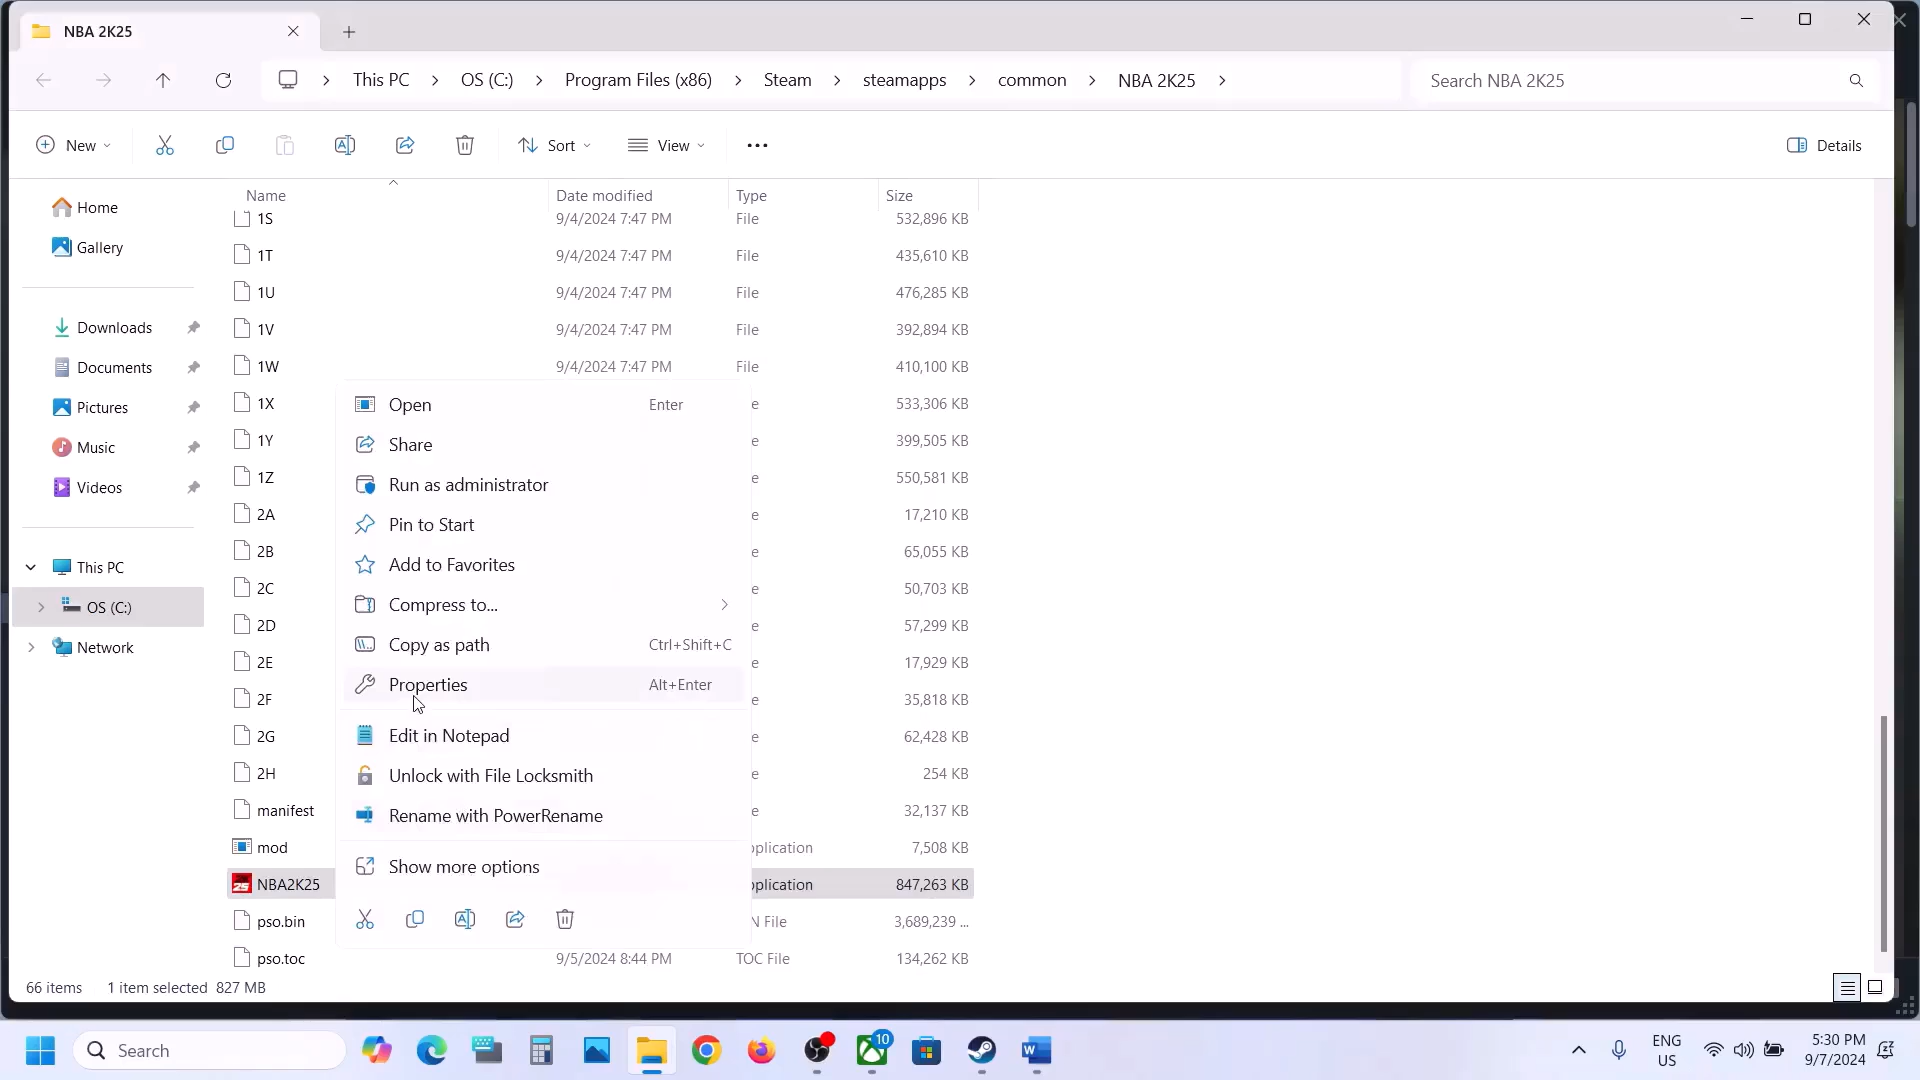 NBA 2K25
This PC > OS (C:) > Program Files (x86) > Steam > steamapps > common > NBA 2K25 >
Search NBA 2K25
New
Sort
View
Details
Name Date modified Type Size
Home
Gallery
Downloads
Documents
Pictures
Music
Videos
This PC
OS (C:)
Network
1S 9/4/2024 7:47 PM File 532,896 KB
1T 9/4/2024 7:47 PM File 435,610 KB
1U 9/4/2024 7:47 PM File 476,285 KB
1V 9/4/2024 7:47 PM File 392,894 KB
1W 9/4/2024 7:47 PM File 410,100 KB
1X e 533,306 KB
1Y e 399,505 KB
1Z e 550,581 KB
2A e 17,210 KB
2B e 65,055 KB
2C e 50,703 KB
2D e 57,299 KB
2E e 17,929 KB
2F e 35,818 KB
2G e 62,428 KB
2H e 254 KB
manifest e 32,137 KB
mod pplication 7,508 KB
NBA2K25 pplication 847,263 KB
pso.bin N File 3,689,239 ...
pso.toc 9/5/2024 8:44 PM TOC File 134,262 KB
Open Enter
Share
Run as administrator
Pin to Start
Add to Favorites
Compress to...
Copy as path Ctrl+Shift+C
Properties Alt+Enter
Edit in Notepad
Unlock with File Locksmith
Rename with PowerRename
Show more options
66 items 1 item selected 827 MB
Search
10
ENG
US
5:30 PM
9/7/2024